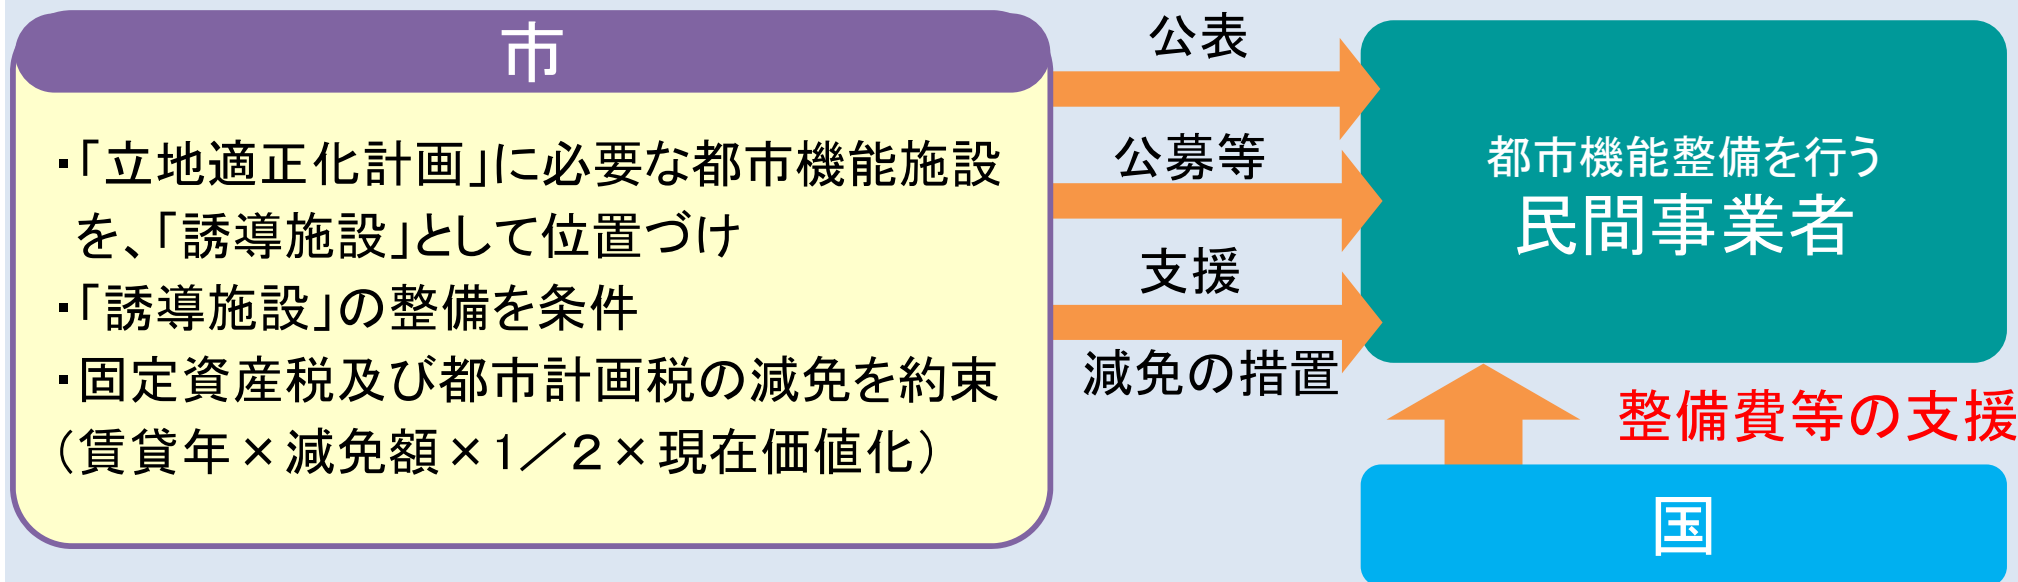 市
・「立地適正化計画」に必要な都市機能施設
を、「誘導施設」として位置づけ
・「誘導施設」の整備を条件
・固定資産税及び都市計画税の減免を約束
(賃貸年×減免額×1／2×現在価値化)
公表
公募等
支援
減免の措置
都市機能整備を行う
民間事業者
整備費等の支援
国